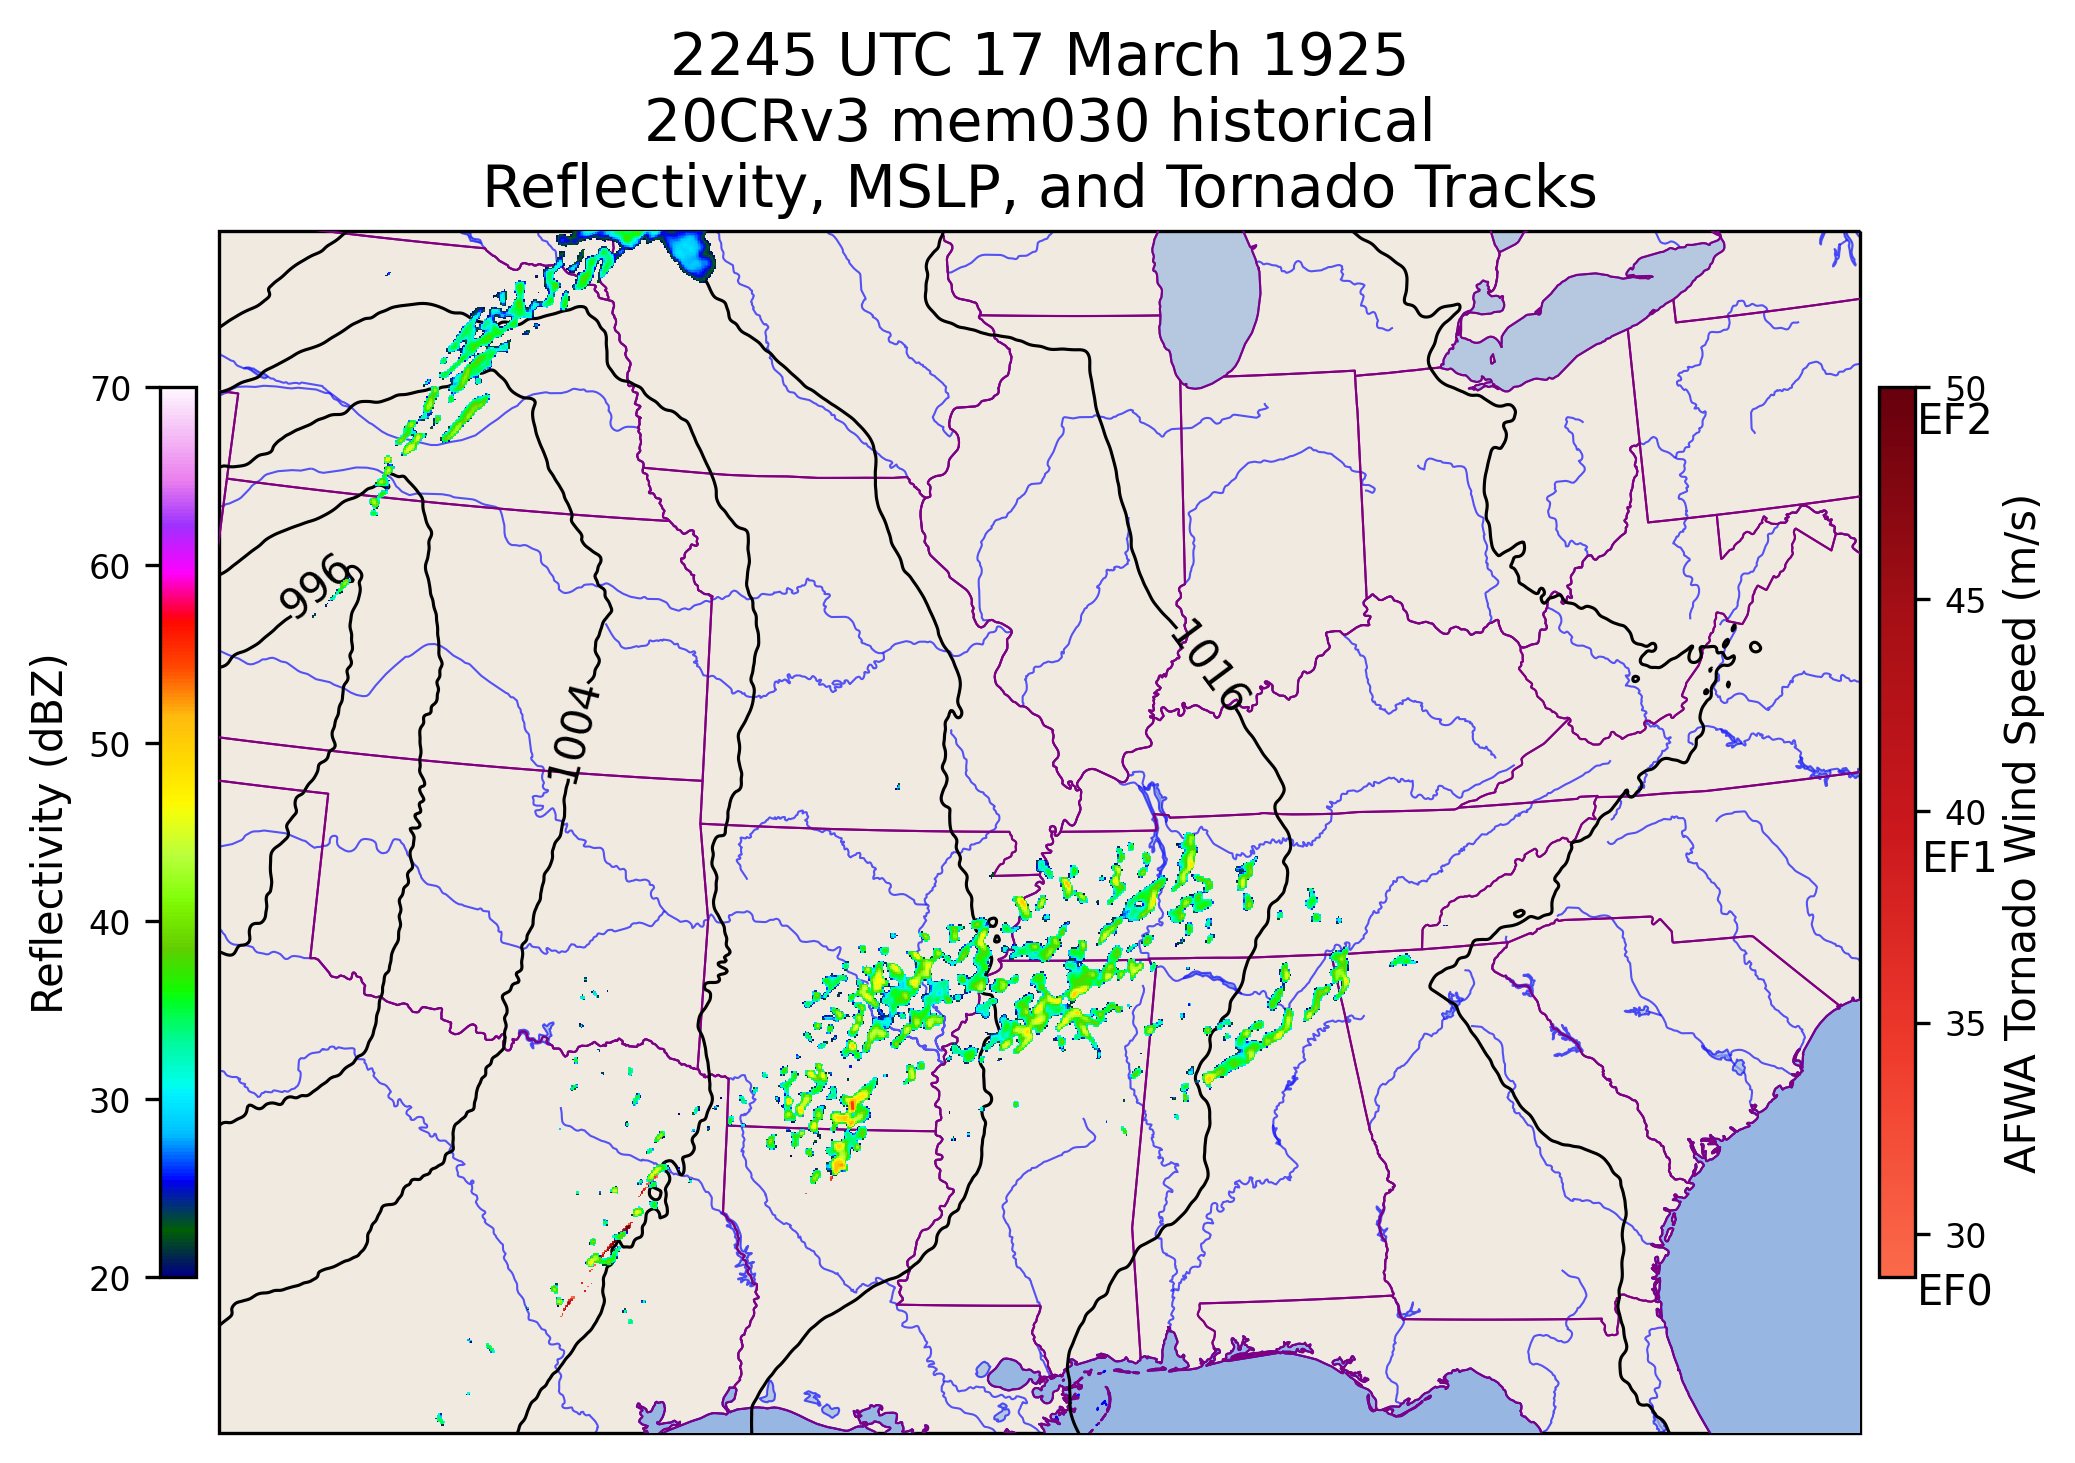 2245 UTC 17 March 1925
20CRv3 mem030 historical
Reflectivity, MSLP, and Tornado Tracks
70
60
50
40
30
20
Reflectivity (dBZ)
996
1004
1016
50
EF2
45
40
EF1
35
30
EF0
AFWA Tornado Wind Speed (m/s)